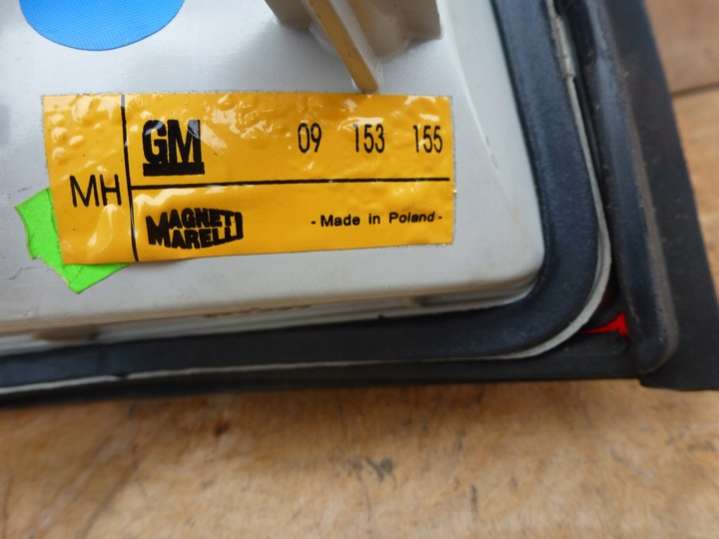 MH
GM 09 153 155
MAGNETI
MARELLI
- Made in Poland -